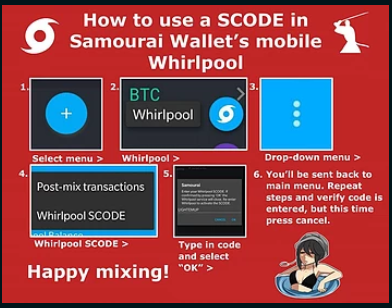 How to use a SCODE in
Samourai Wallet's mobile
Whirlpool
1.
+
Select menu >
2.
BTC
Whirlpool
Whirlpool >
3.
Drop-down menu >
4.
Post-mix transactions
Whirlpool SCODE
Whirlpool SCODE >
5.
Samourai
Type in code
and select
"OK" >
6. You'll be sent back to
main menu. Repeat
steps and verify code is
entered, but this time
press cancel.
Happy mixing!